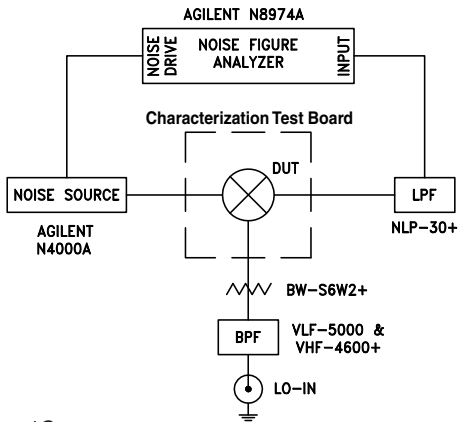 AGILENT N8974A
NOISE DRIVE
NOISE FIGURE ANALYZER
INPUT
Characterization Test Board
DUT
NOISE SOURCE
LPF
AGILENT
N4000A
NLP-30+
BW-S6W2+
BPF
VLF-5000 &
VHF-4600+
LO-IN